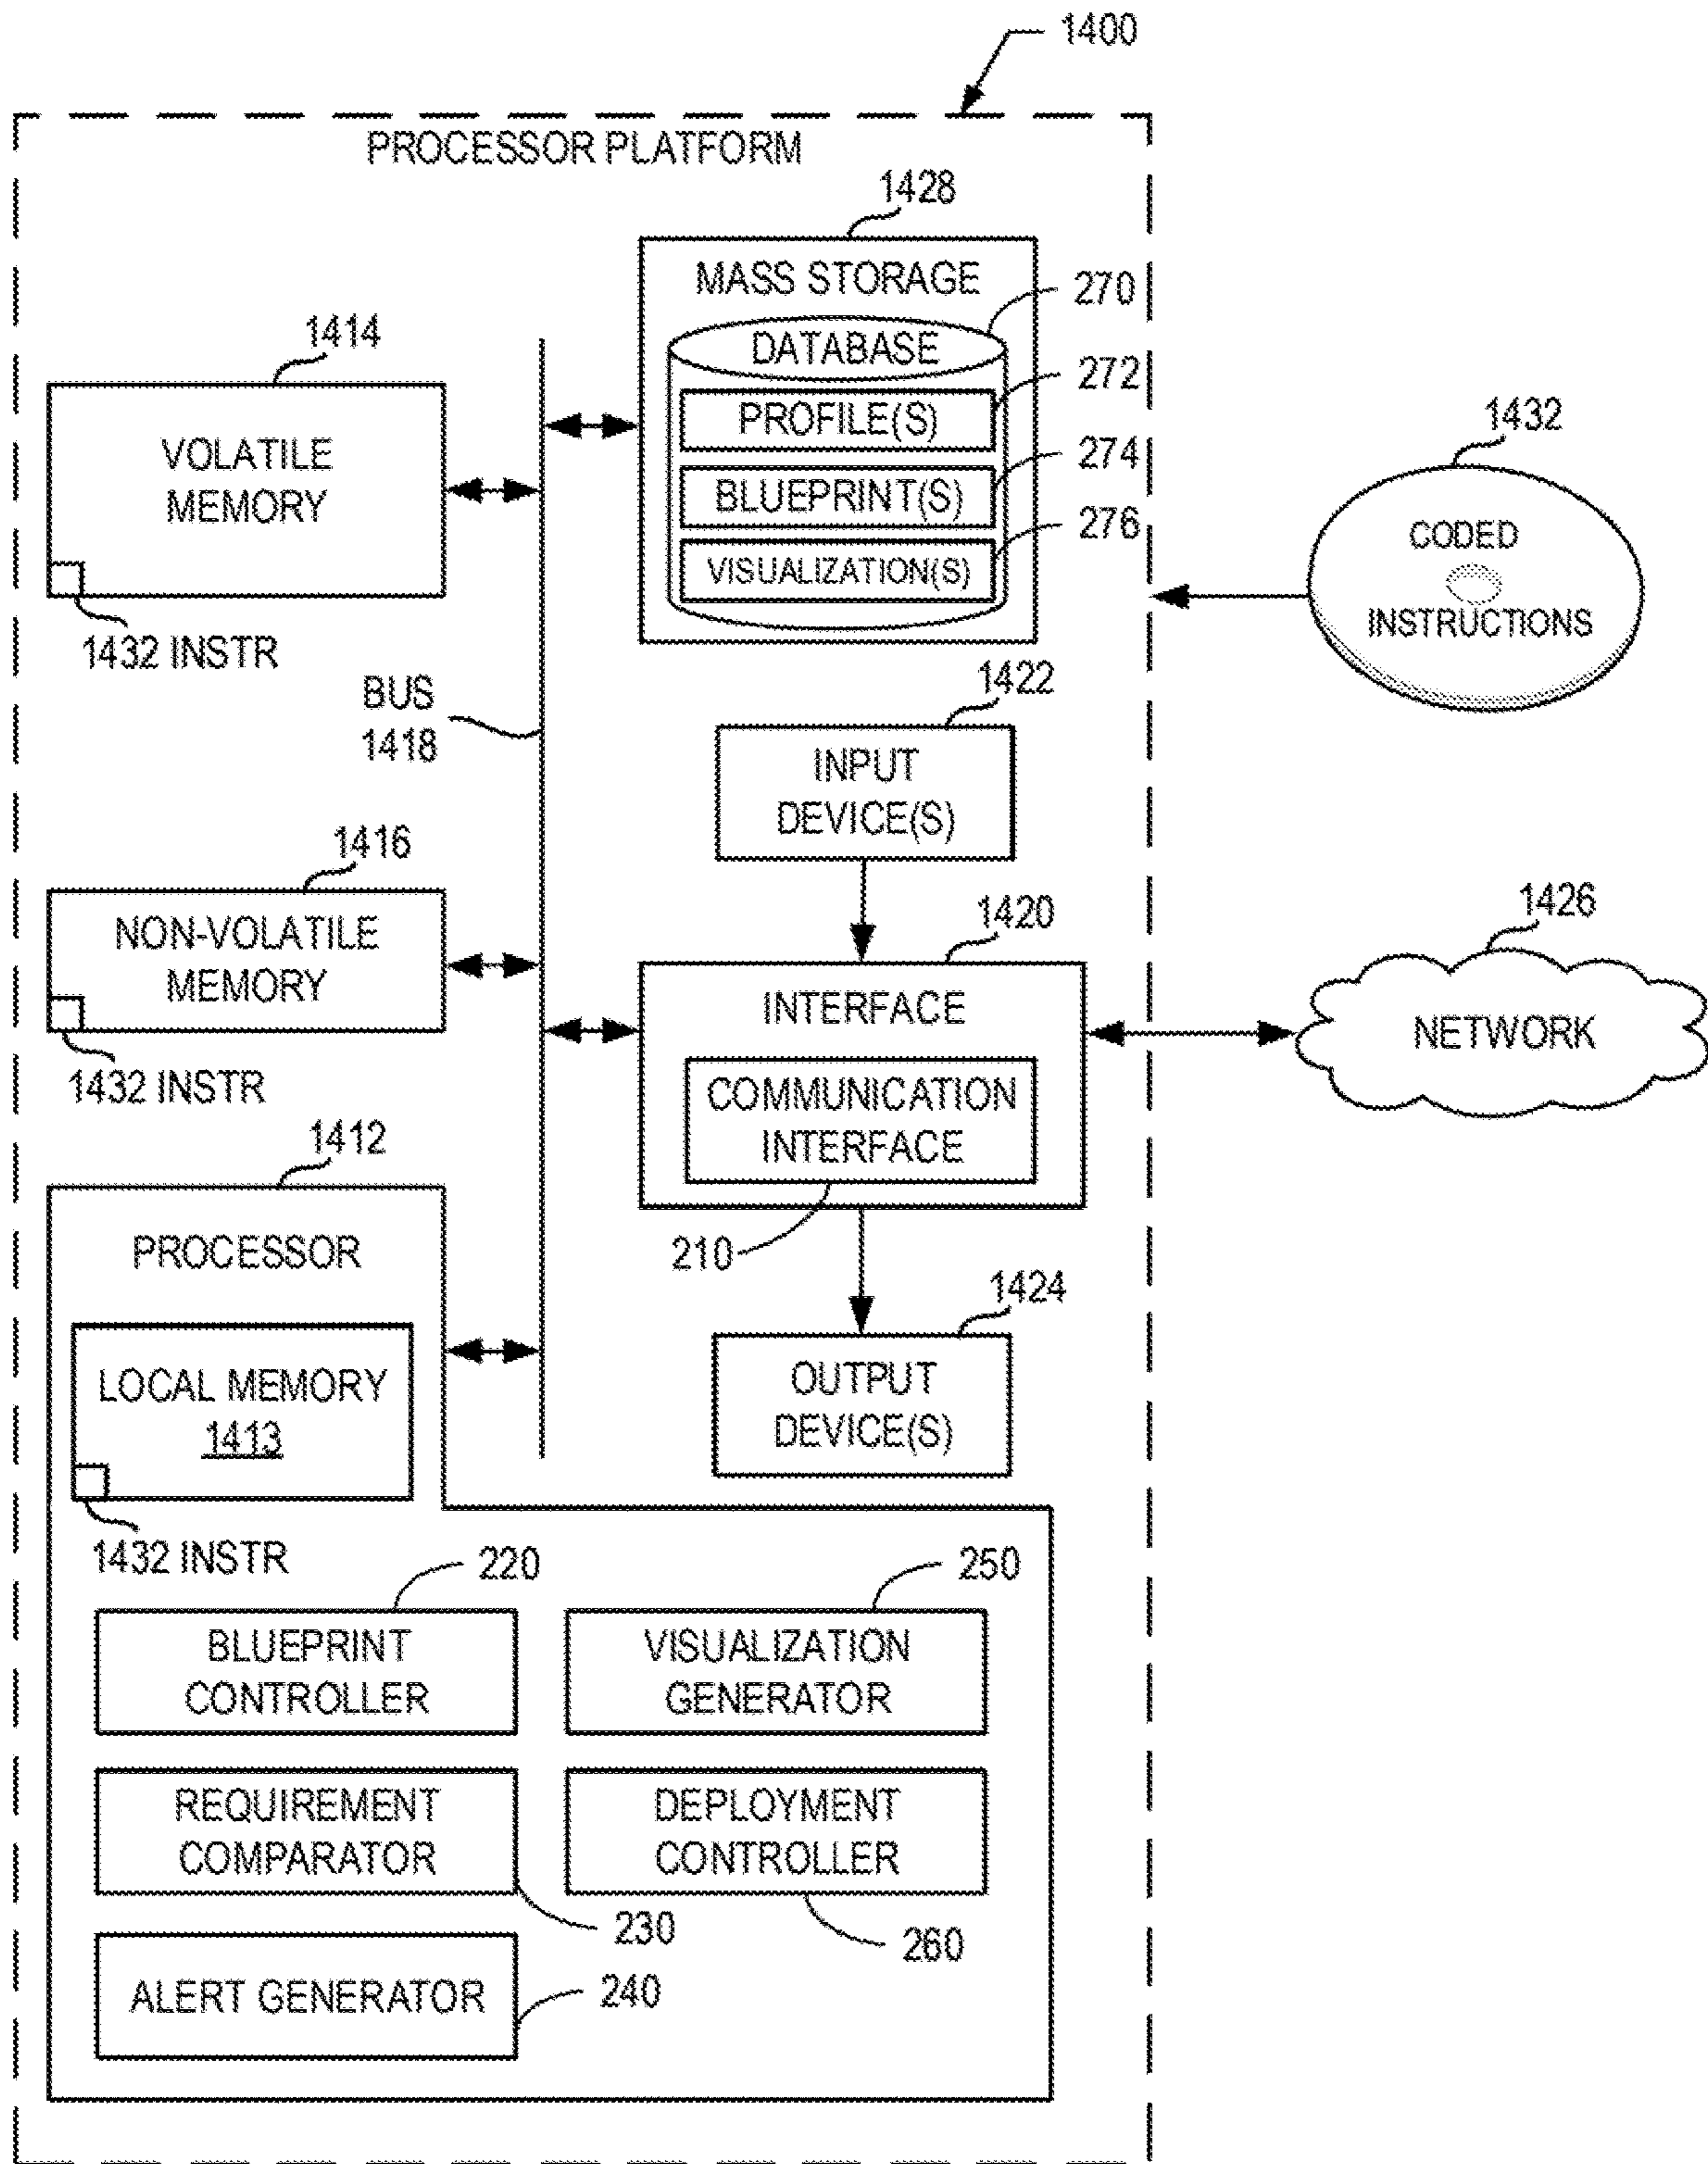 1400
PROCESSOR PLATFORM
1428
MASS STORAGE
270
DATABASE
272
PROFILE(S)
274
BLUEPRINT(S)
276
VISUALIZATION(S)
1414
VOLATILE
MEMORY
1432 INSTR
1432
CODED
INSTRUCTIONS
BUS
1418
1422
INPUT
DEVICE(S)
1416
NON-VOLATILE
MEMORY
1432 INSTR
1420
INTERFACE
COMMUNICATION
INTERFACE
210
1426
NETWORK
1412
PROCESSOR
LOCAL MEMORY
1413
1432 INSTR
1424
OUTPUT
DEVICE(S)
220
BLUEPRINT
CONTROLLER
250
VISUALIZATION
GENERATOR
REQUIREMENT
COMPARATOR
230
DEPLOYMENT
CONTROLLER
260
ALERT GENERATOR
240